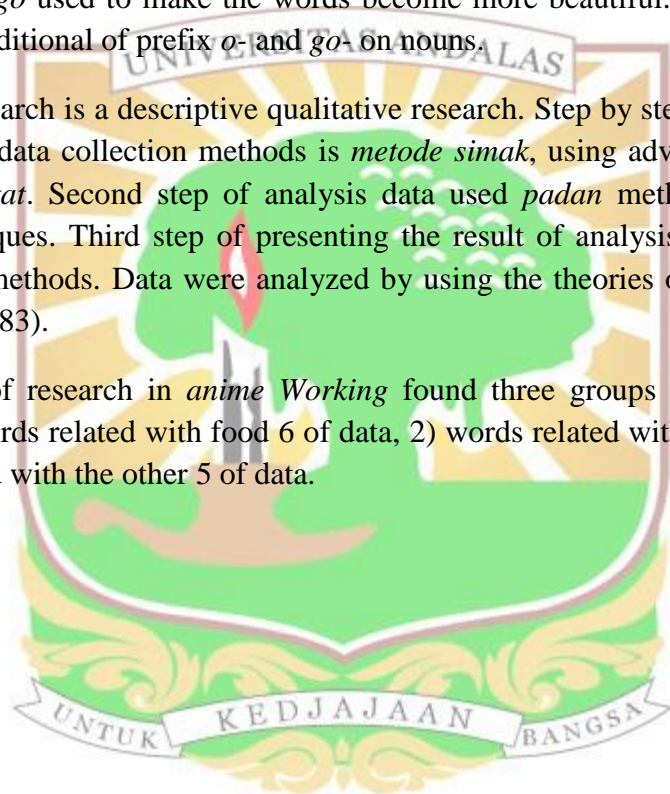 go used to make the words become more beautiful.
ditional of prefix o- and go- on nouns.
UNIVERSITAS ANDALAS
arch is a descriptive qualitative research. Step by ste
data collection methods is metode simak, using adv
tat. Second step of analysis data used padan meth
ques. Third step of presenting the result of analysis
methods. Data were analyzed by using the theories o
83).
of research in anime Working found three groups
rds related with food 6 of data, 2) words related wit
d with the other 5 of data.
UNTUK KEDJAJAAN BANGSA